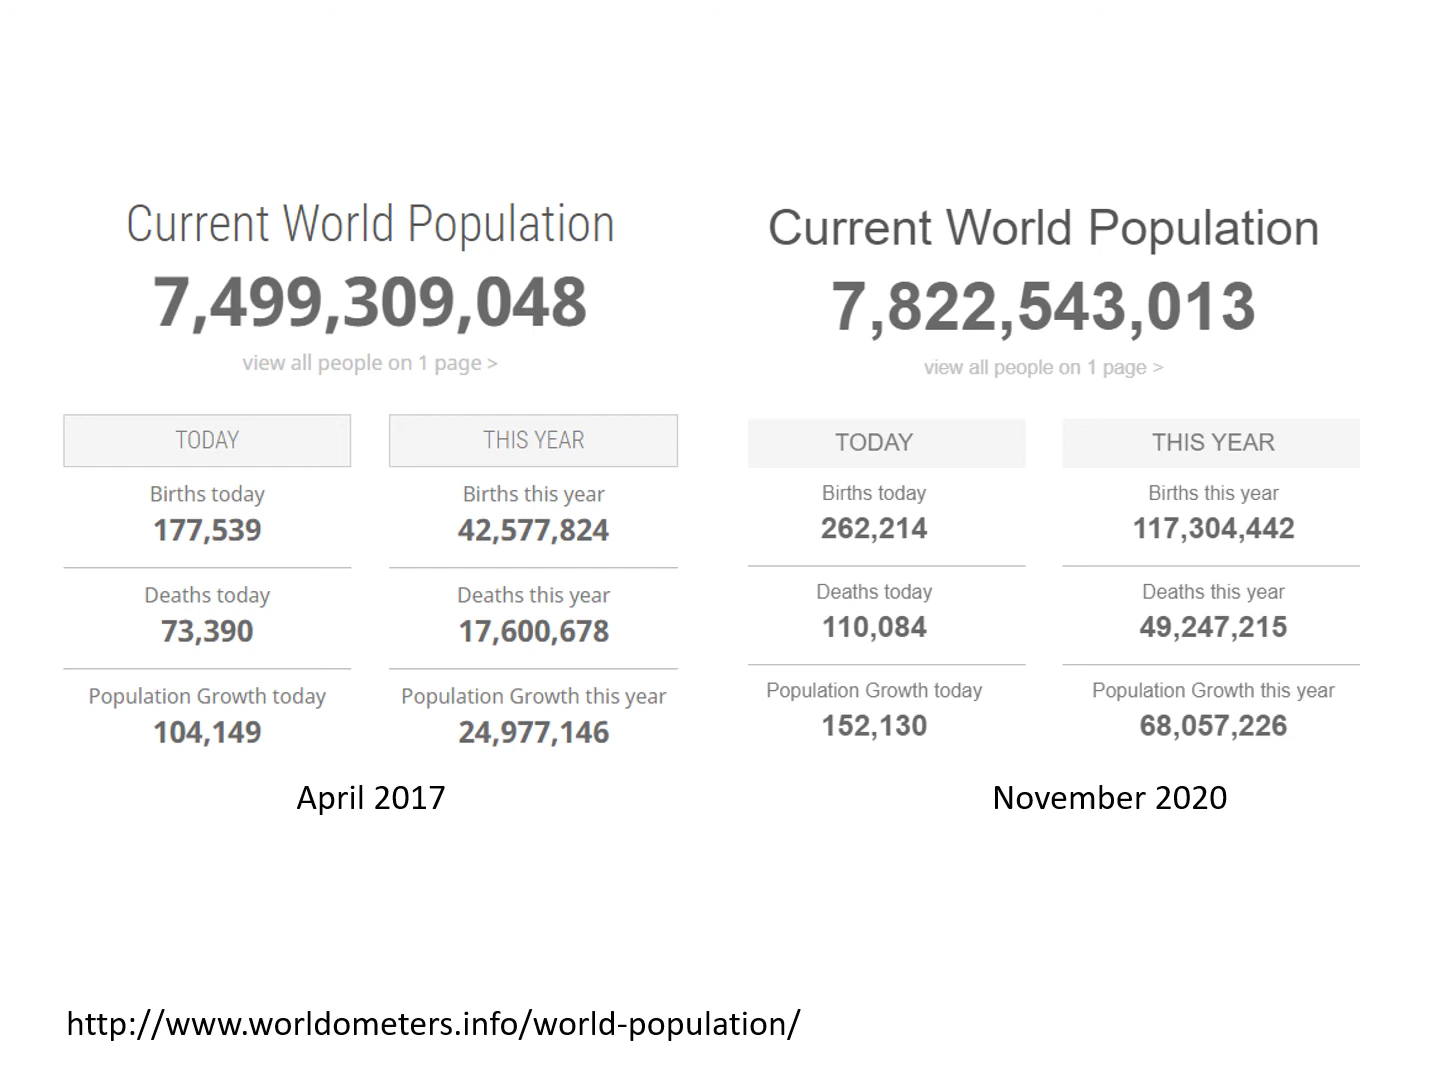 Current World Population
7,499,309,048
view all people on 1 page >
TODAY
THIS YEAR
Births today
177,539
Births this year
42,577,824
Deaths today
73,390
Deaths this year
17,600,678
Population Growth today
104,149
Population Growth this year
24,977,146
April 2017
Current World Population
7,822,543,013
view all people on 1 page >
TODAY
THIS YEAR
Births today
262,214
Births this year
117,304,442
Deaths today
110,084
Deaths this year
49,247,215
Population Growth today
152,130
Population Growth this year
68,057,226
November 2020
http://www.worldometers.info/world-population/